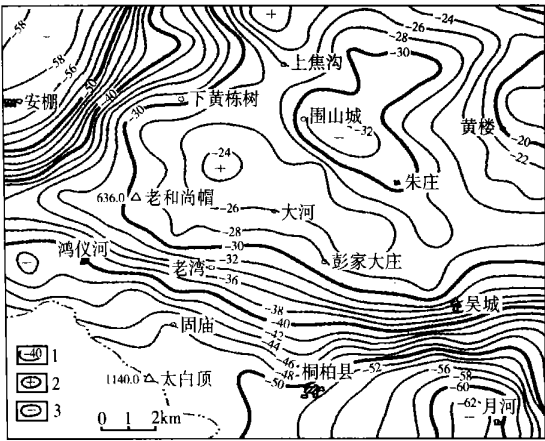 -58
-56
-50
-40
-58
-58
安棚
下黄栋树
-30
上焦沟
-24
-26
-28
-30
围山城
-32
黄楼
-20
-22
朱庄
-24
636.0 老和尚帽
-26
大河
-28
-30
彭家大庄
鸿仪河
老湾
-32
-36
-38
-40
-42
-44
-46
-48
-50
吴城
固庙
1140.0 太白顶
桐柏县
-52
-56
-58
-60
-62
月河
-40 1
+ 2
- 3
0 1 2km